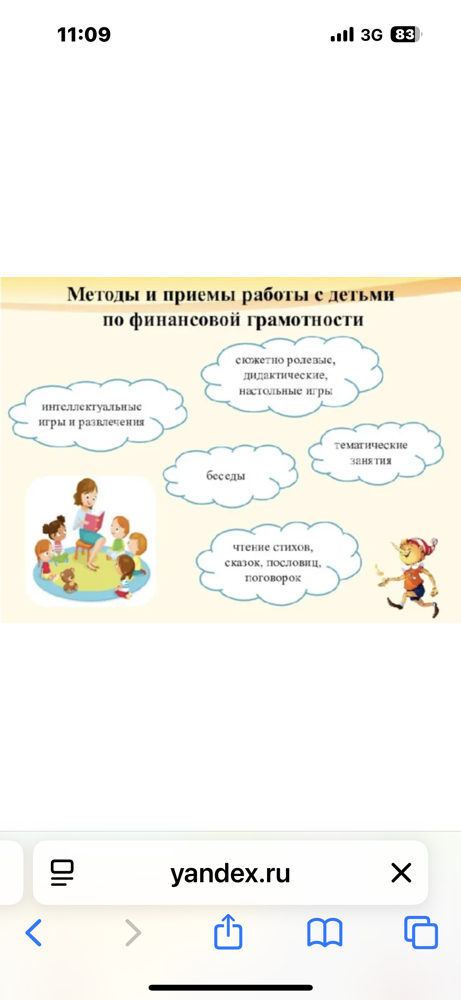 11:09
3G
83
Методы и приемы работы с детьми
по финансовой грамотности
сюжетно ролевые,
дидактические,
настольные игры
интеллектуальные
игры и развлечения
тематические
занятия
беседы
чтение стихов,
сказок, пословиц,
поговорок
yandex.ru